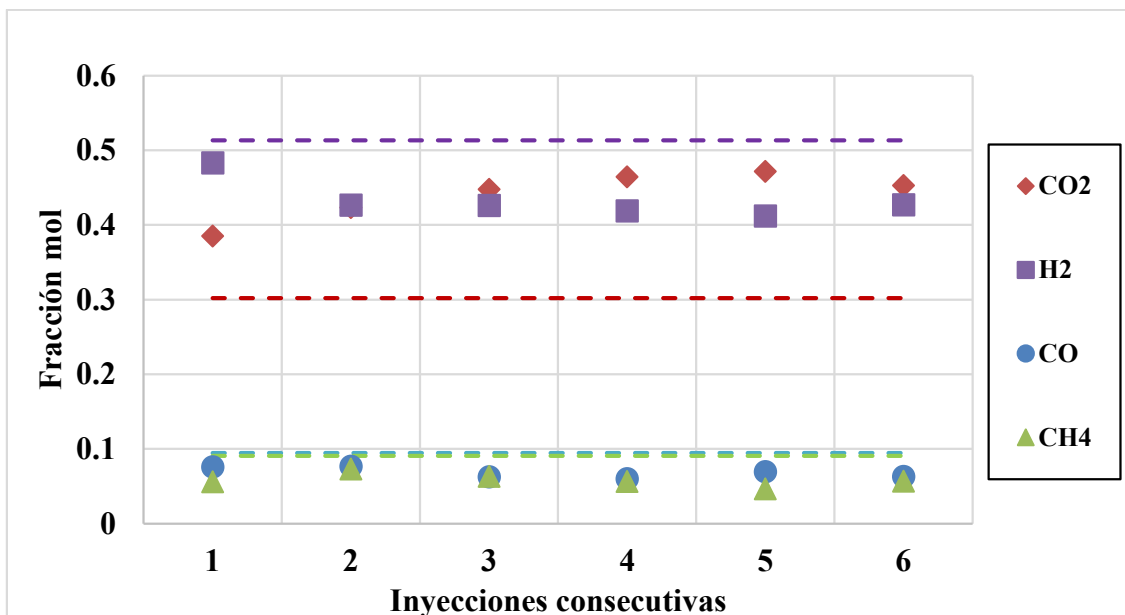 Fracción mol
0.6
0.5
0.4
0.3
0.2
0.1
0
1 2 3 4 5 6
Inyecciones consecutivas
CO2
H2
CO
CH4